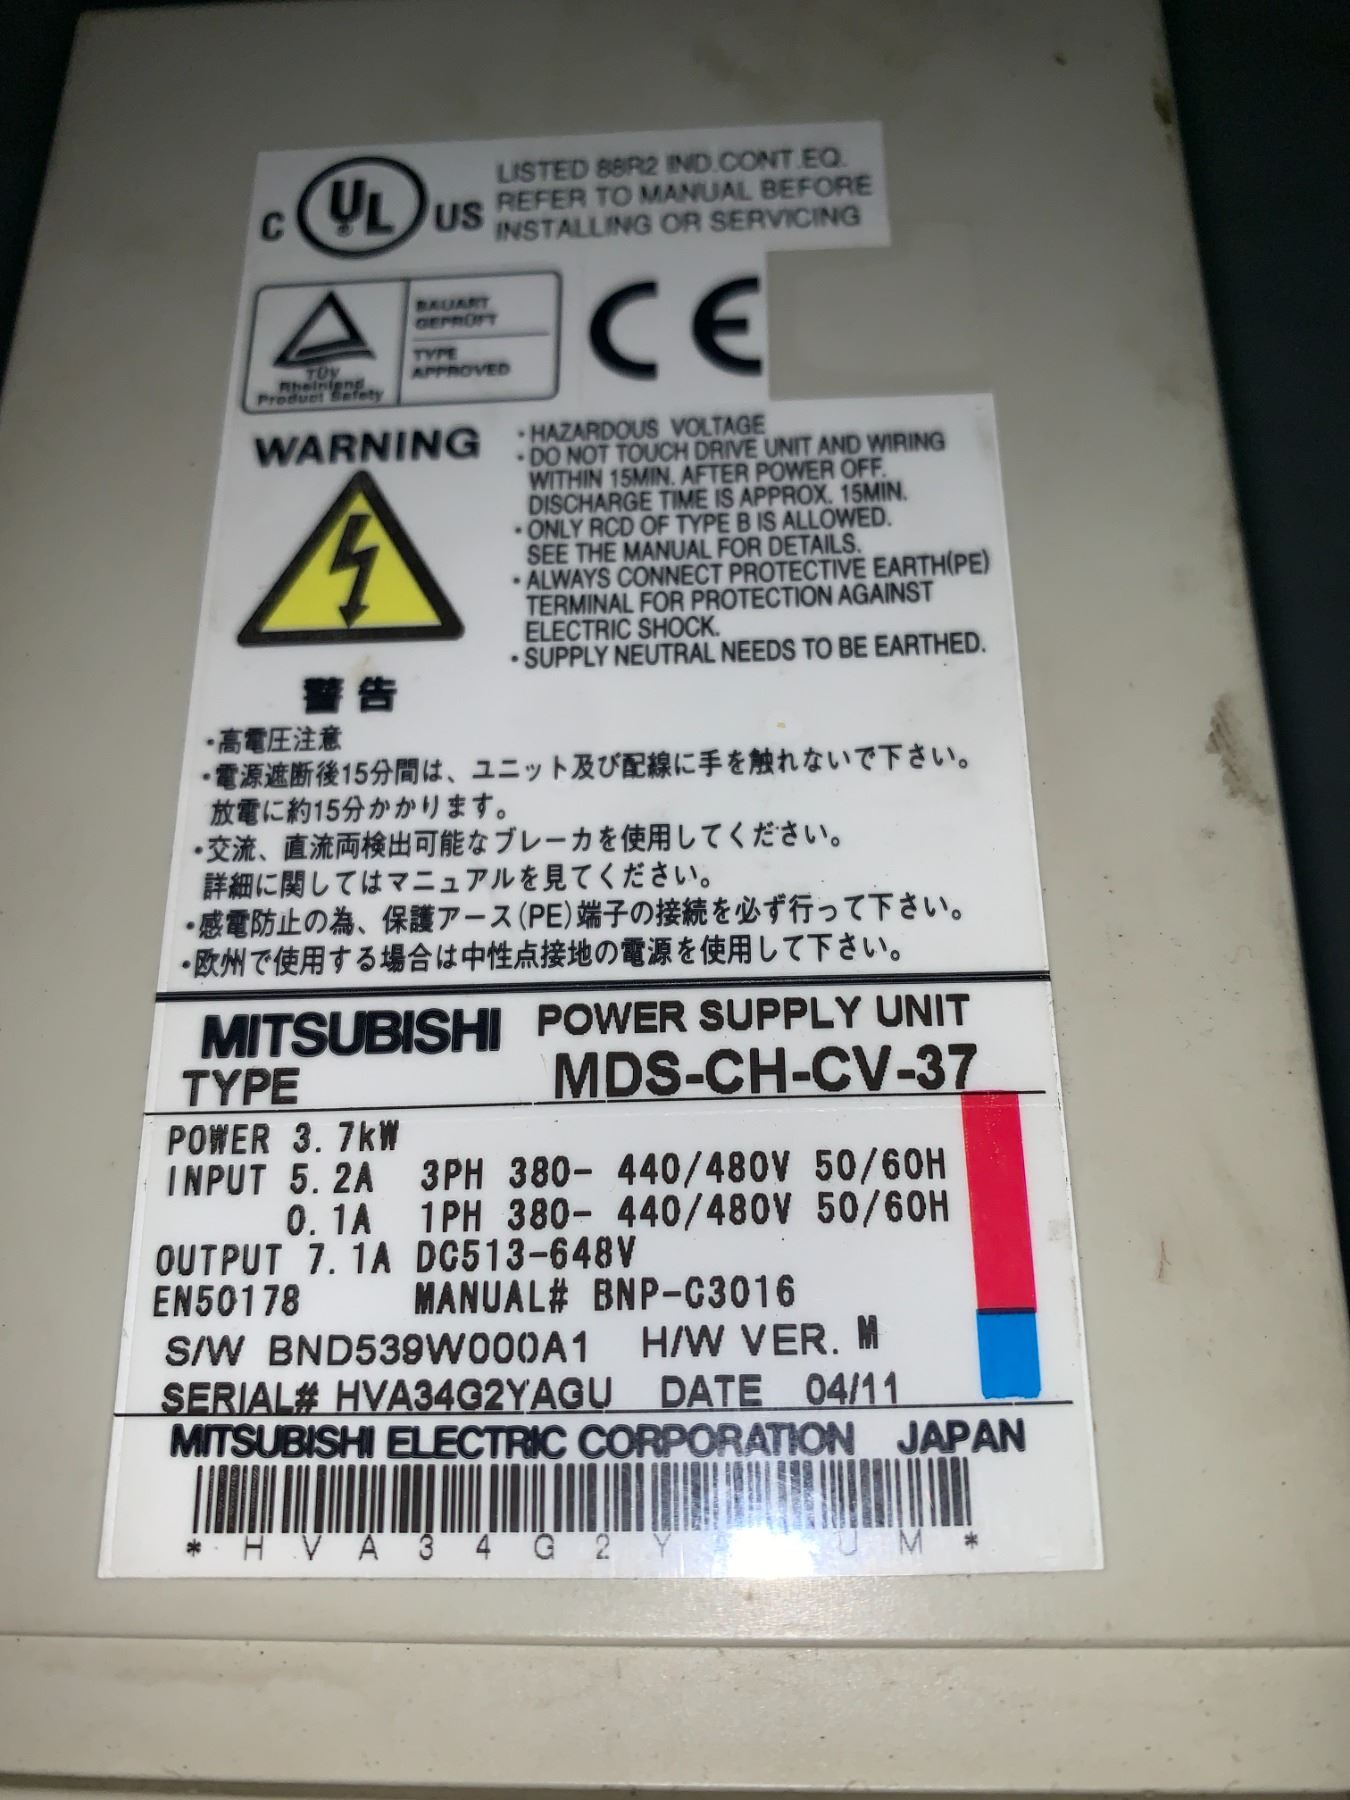 C UL US
LISTED 88R2 IND.CONT.EQ.
REFER TO MANUAL BEFORE
INSTALLING OR SERVICING
TÜV
Rheinland
Product Safety
BAUART
GEPRÜFT
TYPE
APPROVED
CE
WARNING
・HAZARDOUS VOLTAGE
・DO NOT TOUCH DRIVE UNIT AND WIRING
WITHIN 15MIN. AFTER POWER OFF.
DISCHARGE TIME IS APPROX. 15MIN.
・ONLY RCD OF TYPE B IS ALLOWED.
SEE THE MANUAL FOR DETAILS.
・ALWAYS CONNECT PROTECTIVE EARTH(PE)
TERMINAL FOR PROTECTION AGAINST
ELECTRIC SHOCK.
・SUPPLY NEUTRAL NEEDS TO BE EARTHED.
警告
・高電圧注意
・電源遮断後15分間は、ユニット及び配線に手を触れないで下さい。
放電に約15分かかります。
・交流、直流両検出可能なブレーカを使用してください。
詳細に関してはマニュアルを見てください。
・感電防止の為、保護アース(PE)端子の接続を必ず行って下さい。
・欧州で使用する場合は中性点接地の電源を使用して下さい。
MITSUBISHI POWER SUPPLY UNIT
TYPE MDS-CH-CV-37
POWER 3.7kW
INPUT 5.2A 3PH 380- 440/480V 50/60H
0.1A 1PH 380- 440/480V 50/60H
OUTPUT 7.1A DC513-648V
EN50178 MANUAL# BNP-C3016
S/W BND539W000A1 H/W VER. M
SERIAL# HVA34G2YAGU DATE 04/11
MITSUBISHI ELECTRIC CORPORATION JAPAN
* H V A 3 4 G 2 Y U M *